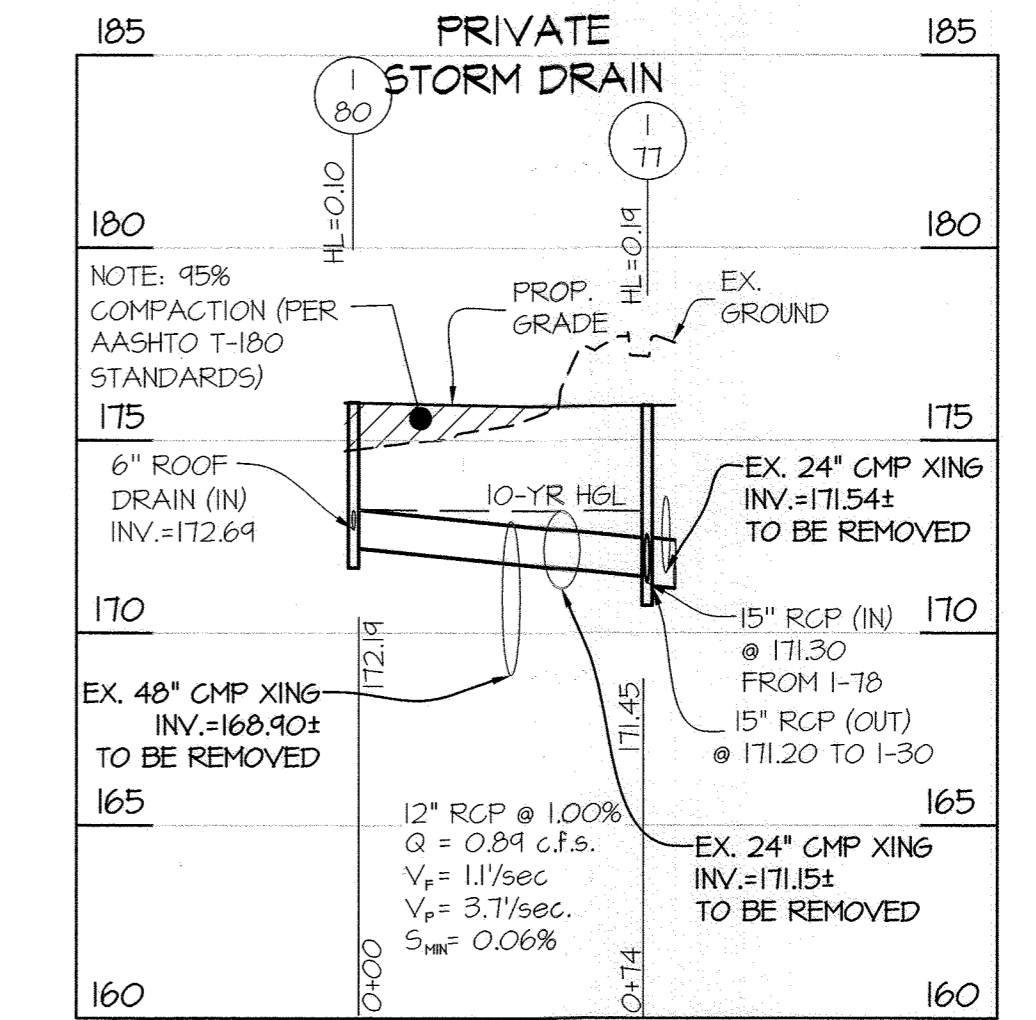 185
PRIVATE
185
STORM DRAIN
I
80
I
77
HL=0.10
HL=0.19
180
180
NOTE: 95%
COMPACTION (PER
AASHTO T-180
STANDARDS)
PROP.
GRADE
EX.
GROUND
175
175
6" ROOF
DRAIN (IN)
INV.=172.69
10-YR HGL
EX. 24" CMP XING
INV.=171.54±
TO BE REMOVED
170
170
15" RCP (IN)
@ 171.30
FROM I-78
172.19
171.45
EX. 48" CMP XING
INV.=168.90±
TO BE REMOVED
15" RCP (OUT)
@ 171.20 TO I-30
165
165
12" RCP @ 1.00%
Q = 0.89 c.f.s.
VF= 1.1'/sec
VP= 3.7'/sec.
SMIN= 0.06%
EX. 24" CMP XING
INV.=171.15±
TO BE REMOVED
0+00
0+74
160
160